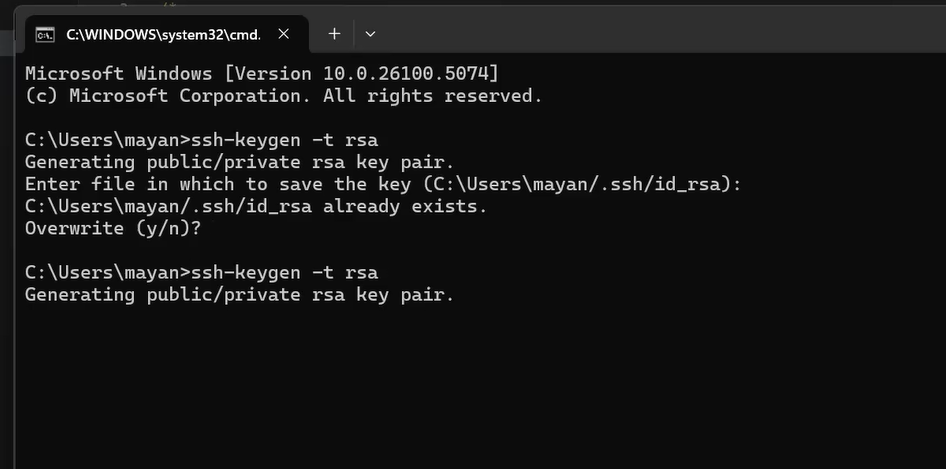 C:\WINDOWS\system32\cmd.
Microsoft Windows [Version 10.0.26100.5074]
(c) Microsoft Corporation. All rights reserved.
C:\Users\mayan>ssh-keygen -t rsa
Generating public/private rsa key pair.
Enter file in which to save the key (C:\Users\mayan/.ssh/id_rsa):
C:\Users\mayan/.ssh/id_rsa already exists.
Overwrite (y/n)?
C:\Users\mayan>ssh-keygen -t rsa
Generating public/private rsa key pair.